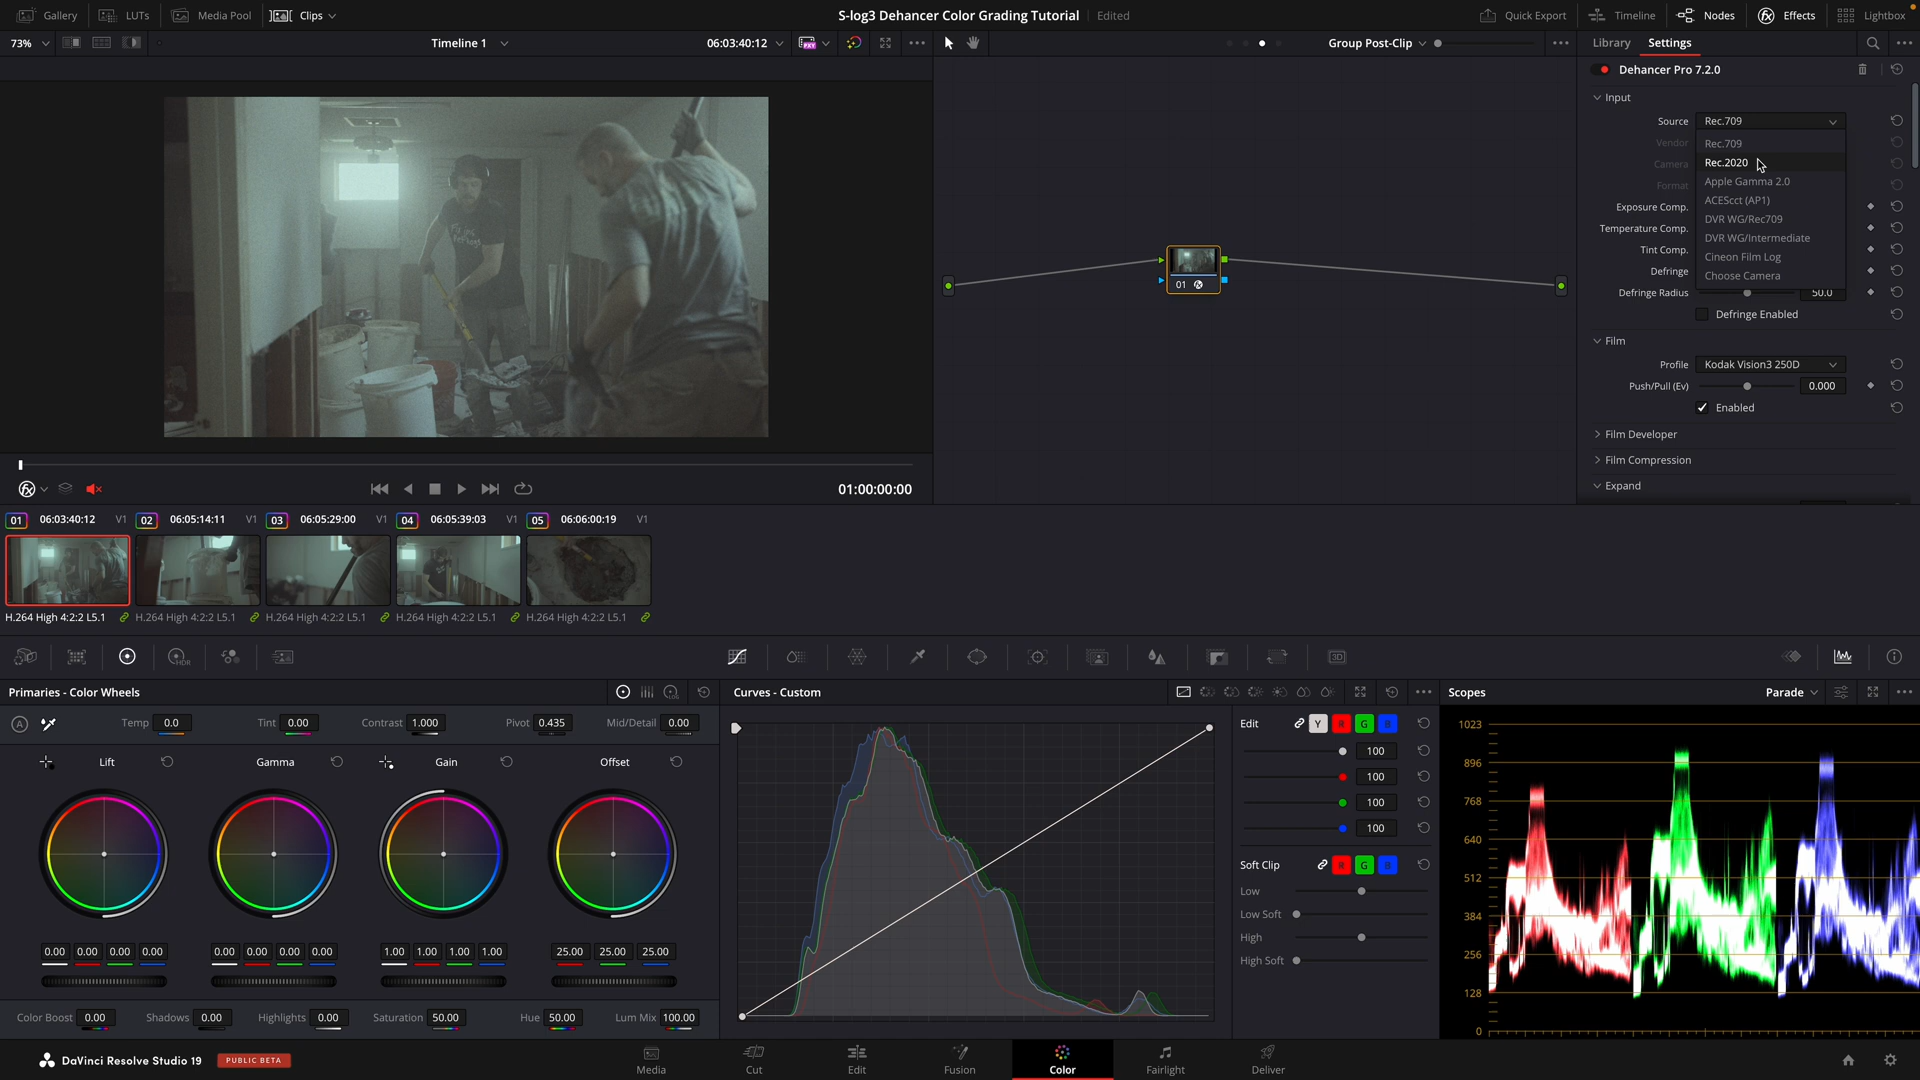 Gallery
LUTs
Media Pool
Clips
S-log3 Dehancer Color Grading Tutorial
Edited
Quick Export
Timeline
Nodes
Effects
Lightbox
73%
Timeline 1
06:03:40:12
Group Post-Clip
Library
Settings
Dehancer Pro 7.2.0
Input
Source
Rec.709
Vendor
Rec.709
Camera
Rec.2020
Format
Apple Gamma 2.0
ACEScct (AP1)
Exposure Comp.
DVR WG/Rec709
Temperature Comp.
DVR WG/Intermediate
Tint Comp.
Cineon Film Log
Defringe
Choose Camera
Defringe Radius
50.0
Defringe Enabled
Film
Profile
Kodak Vision3 250D
Push/Pull (Ev)
0.000
Enabled
Film Developer
Film Compression
Expand
01
01:00:00:00
01 06:03:40:12 V1
02 06:05:14:11 V1
03 06:05:29:00 V1
04 06:05:39:03 V1
05 06:06:00:19 V1
H.264 High 4:2:2 L5.1
H.264 High 4:2:2 L5.1
H.264 High 4:2:2 L5.1
H.264 High 4:2:2 L5.1
H.264 High 4:2:2 L5.1
HDR
3D
Primaries - Color Wheels
LOG
Curves - Custom
Scopes
Parade
A
Temp 0.0
Tint 0.00
Contrast 1.000
Pivot 0.435
Mid/Detail 0.00
Lift
Gamma
Gain
Offset
0.00 0.00 0.00 0.00
0.00 0.00 0.00 0.00
1.00 1.00 1.00 1.00
25.00 25.00 25.00
Color Boost 0.00
Shadows 0.00
Highlights 0.00
Saturation 50.00
Hue 50.00
Lum Mix 100.00
Edit
Y R G B
100
100
100
100
Soft Clip
R G B
Low
Low Soft
High
High Soft
1023
896
768
640
512
384
256
128
0
DaVinci Resolve Studio 19
PUBLIC BETA
Media
Cut
Edit
Fusion
Color
Fairlight
Deliver